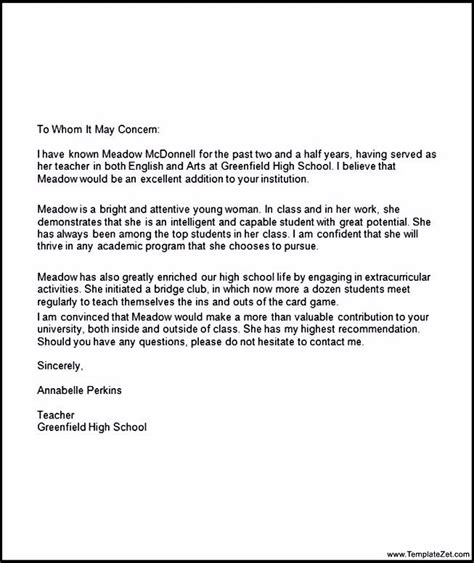 To Whom It May Concern:
I have known Meadow McDonnell for the past two and a half years, having served as
her teacher in both English and Arts at Greenfield High School. I believe that
Meadow would be an excellent addition to your institution.
Meadow is a bright and attentive young woman. In class and in her work, she
demonstrates that she is an intelligent and capable student with great potential. She
has always been among the top students in her class. I am confident that she will
thrive in any academic program that she chooses to pursue.
Meadow has also greatly enriched our high school life by engaging in extracurricular
activities. She initiated a bridge club, in which now more a dozen students meet
regularly to teach themselves the ins and outs of the card game.
I am convinced that Meadow would make a more than valuable contribution to your
university, both inside and outside of class. She has my highest recommendation.
Should you have any questions, please do not hesitate to contact me.
Sincerely,
Annabelle Perkins
Teacher
Greenfield High School
www.TemplateZet.com